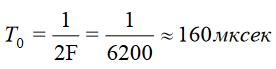 T₀ = 1/2F = 1/6200 ≈ 160мксек